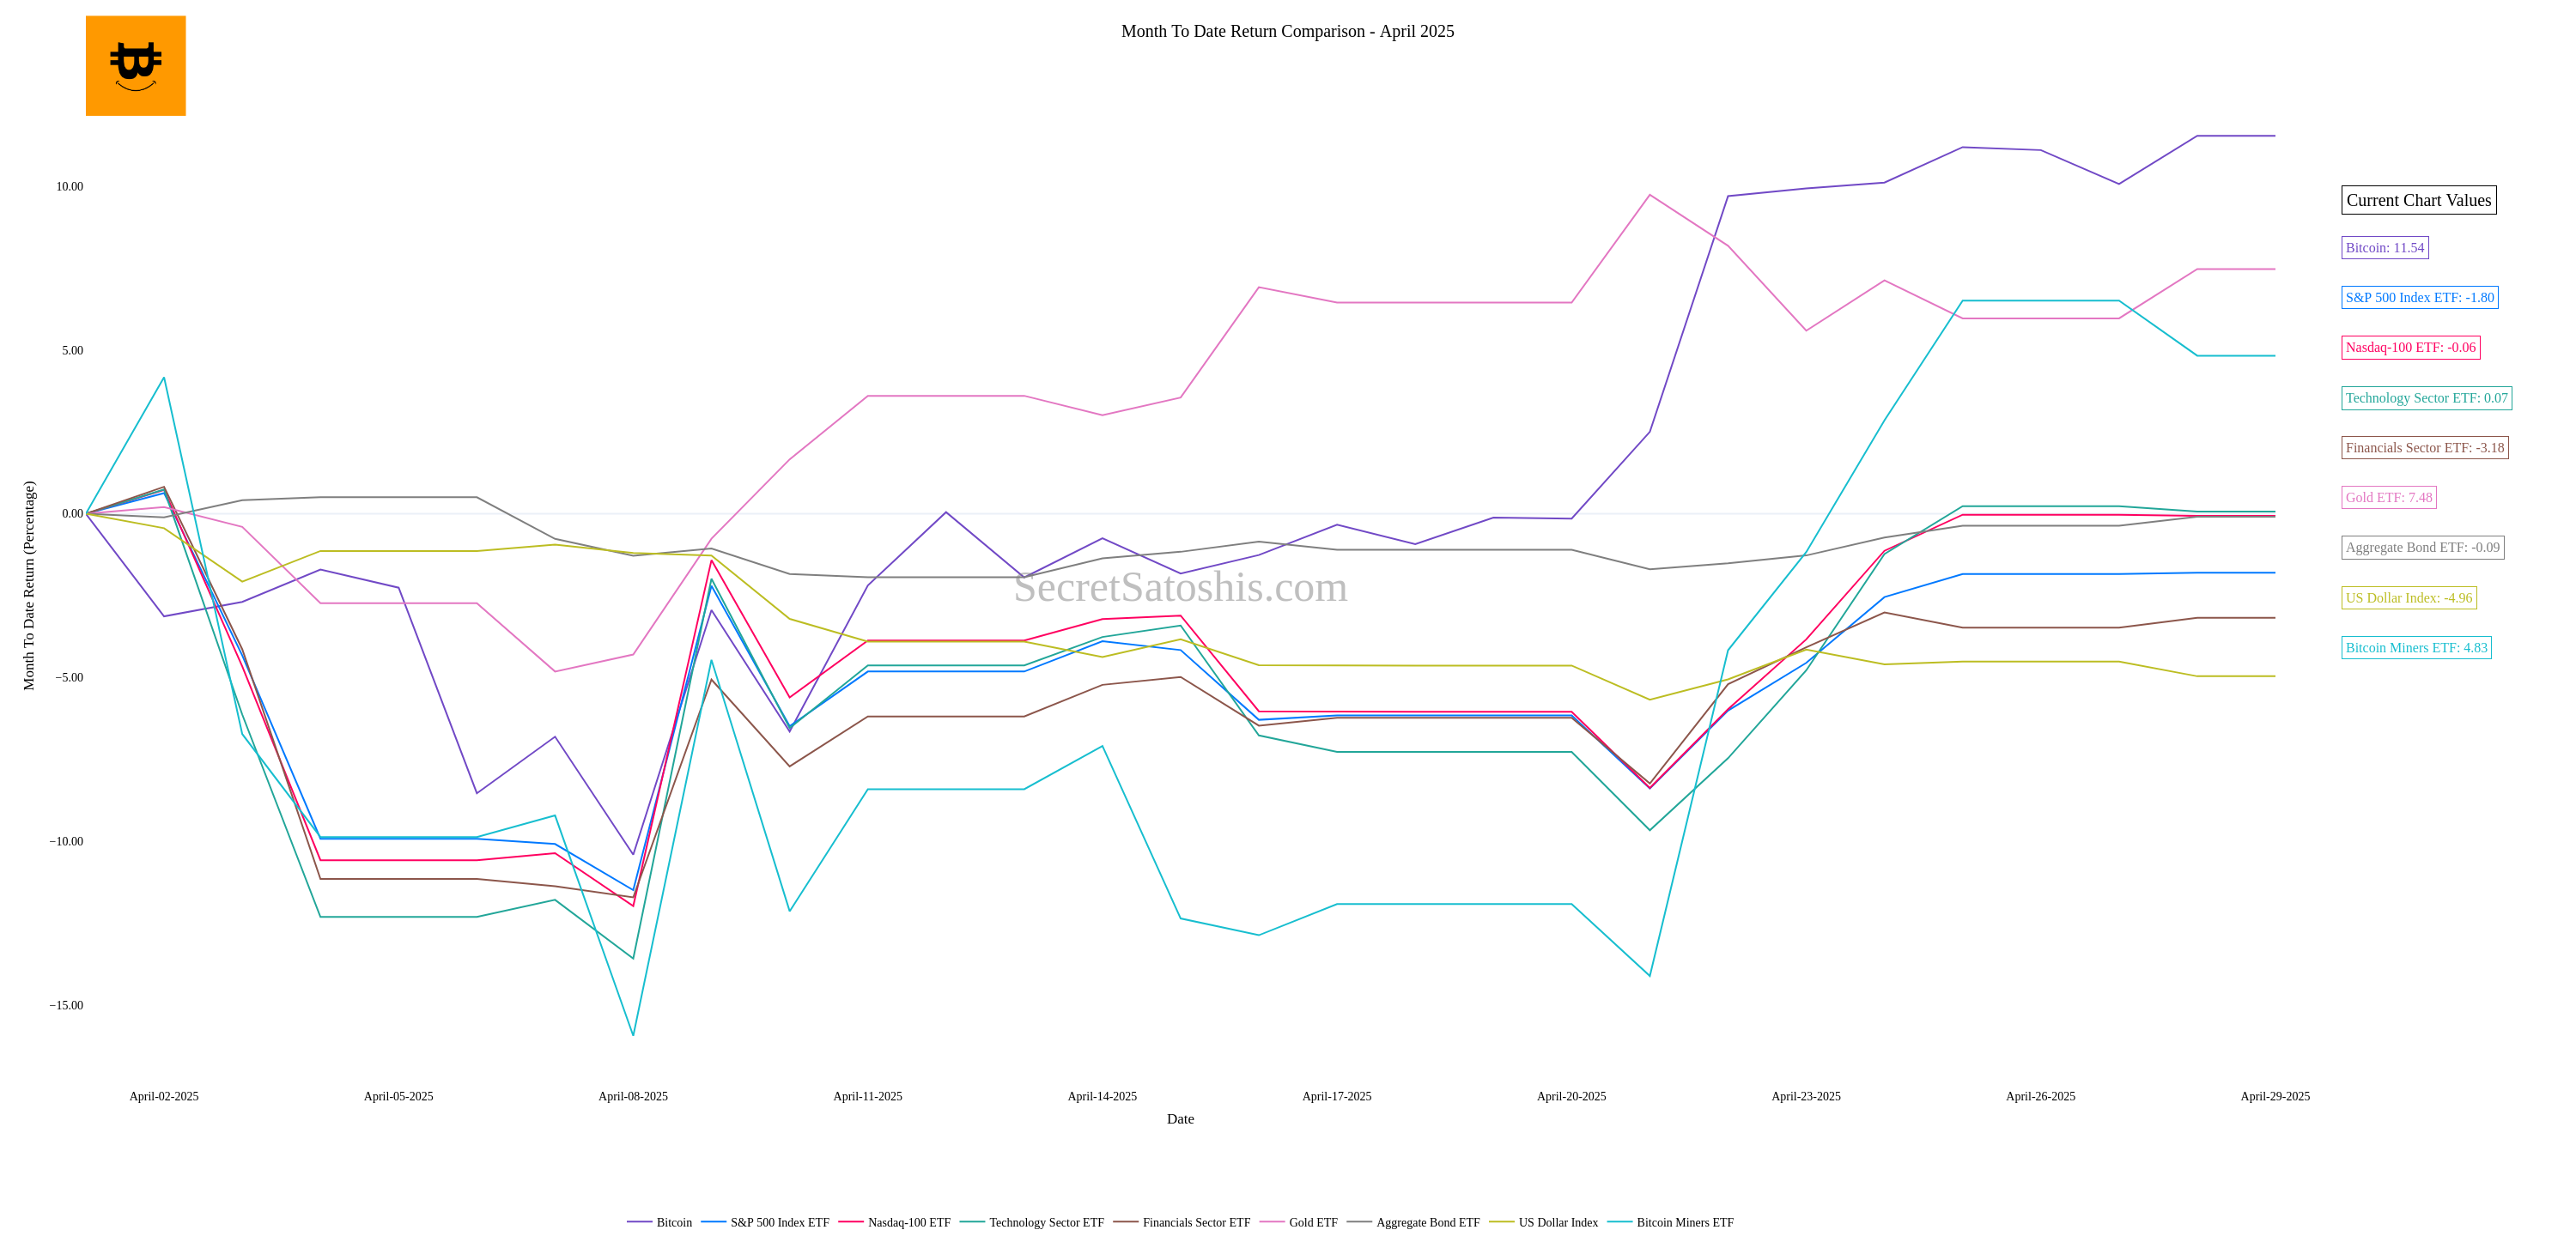 Month To Date Return Comparison - April 2025
10.00
5.00
0.00
−5.00
−10.00
−15.00
Month To Date Return (Percentage)
SecretSatoshis.com
Current Chart Values
Bitcoin: 11.54
S&P 500 Index ETF: -1.80
Nasdaq-100 ETF: -0.06
Technology Sector ETF: 0.07
Financials Sector ETF: -3.18
Gold ETF: 7.48
Aggregate Bond ETF: -0.09
US Dollar Index: -4.96
Bitcoin Miners ETF: 4.83
April-02-2025 April-05-2025 April-08-2025 April-11-2025 April-14-2025 April-17-2025 April-20-2025 April-23-2025 April-26-2025 April-29-2025
Date
Bitcoin S&P 500 Index ETF Nasdaq-100 ETF Technology Sector ETF Financials Sector ETF Gold ETF Aggregate Bond ETF US Dollar Index Bitcoin Miners ETF